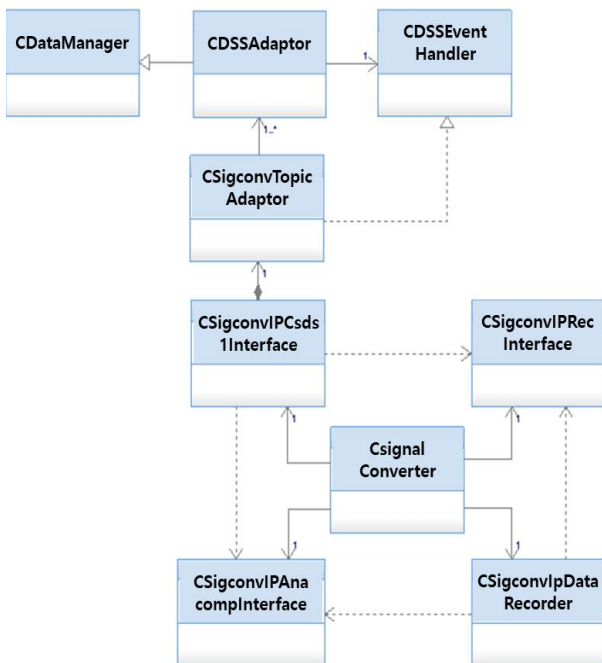 CDataManager
CDSSAdaptor
CDSSEvent
Handler
1
1..*
CSigconvTopic
Adaptor
1
CSigconvIPCsds
1Interface
CSigconvIPRec
Interface
1
1
Csignal
Converter
1
1
CSigconvIPAna
compInterface
CSigconvIpData
Recorder